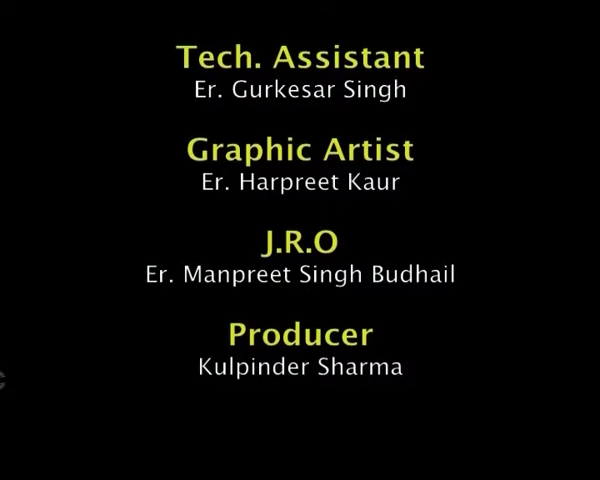 Tech. Assistant
Er. Gurkesar Singh
Graphic Artist
Er. Harpreet Kaur
J.R.O
Er. Manpreet Singh Budhail
Producer
Kulpinder Sharma